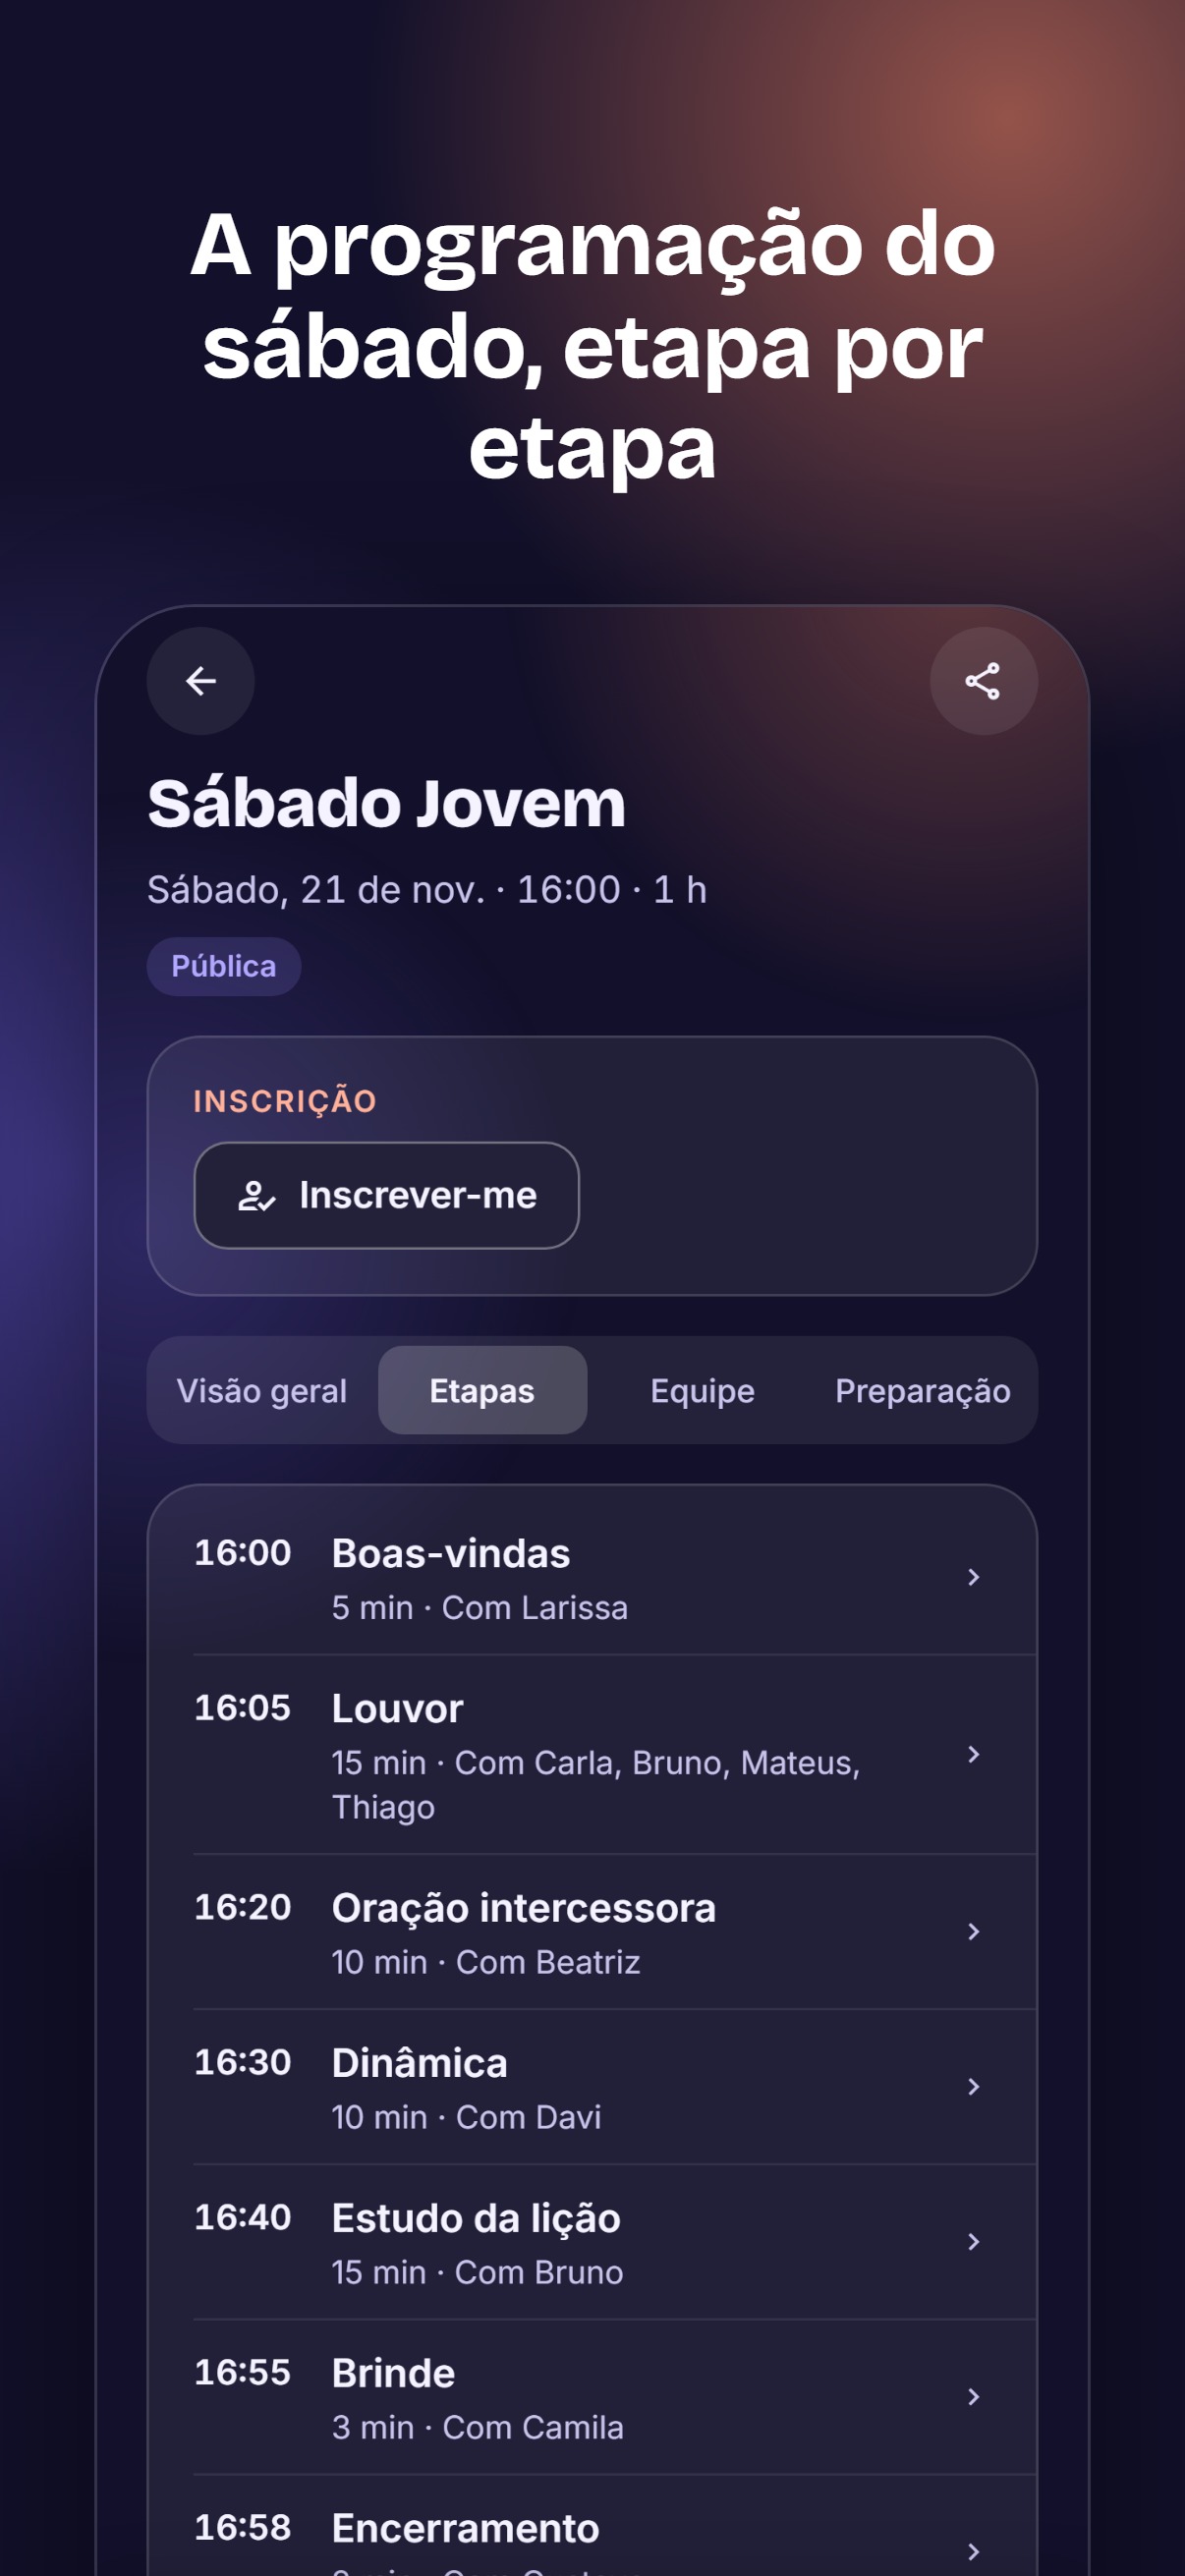 A programação do
sábado, etapa por
etapa
Sábado Jovem
Sábado, 21 de nov. · 16:00 · 1 h
Pública
INSCRIÇÃO
Inscrever-me
Visão geral Etapas Equipe Preparação
16:00 Boas-vindas
5 min · Com Larissa
16:05 Louvor
15 min · Com Carla, Bruno, Mateus,
Thiago
16:20 Oração intercessora
10 min · Com Beatriz
16:30 Dinâmica
10 min · Com Davi
16:40 Estudo da lição
15 min · Com Bruno
16:55 Brinde
3 min · Com Camila
16:58 Encerramento